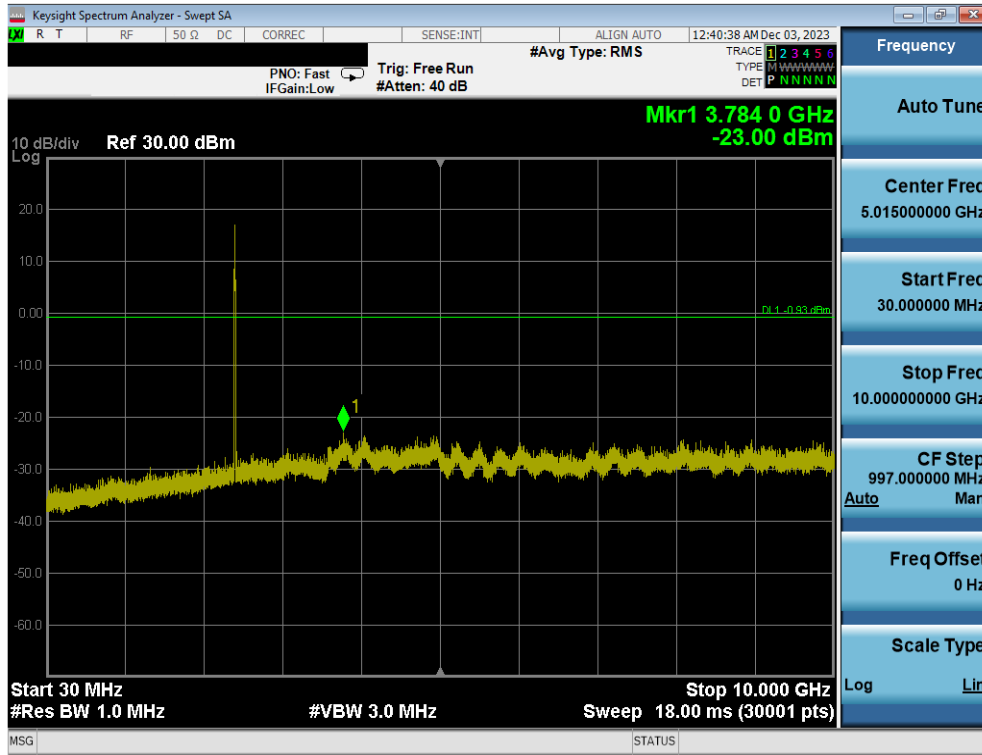 Keysight Spectrum Analyzer - Swept SA
LXI R T RF 50 Ω DC CORREC SENSE:INT ALIGN AUTO 12:40:38 AM Dec 03, 2023
#Avg Type: RMS
TRACE 1 2 3 4 5 6
TYPE M WWWWW
DET P N N N N N
PNO: Fast
IFGain:Low
Trig: Free Run
#Atten: 40 dB
Mkr1 3.784 0 GHz
-23.00 dBm
10 dB/div Ref 30.00 dBm
Log
20.0
10.0
0.00
DL1 -0.93 dBm
-10.0
-20.0
1
-30.0
-40.0
-50.0
-60.0
Start 30 MHz Stop 10.000 GHz
#Res BW 1.0 MHz #VBW 3.0 MHz Sweep 18.00 ms (30001 pts)
MSG STATUS
Frequency
Auto Tune
Center Freq
5.015000000 GHz
Start Freq
30.000000 MHz
Stop Freq
10.000000000 GHz
CF Step
997.000000 MHz
Auto Man
Freq Offset
0 Hz
Scale Type
Log Lin